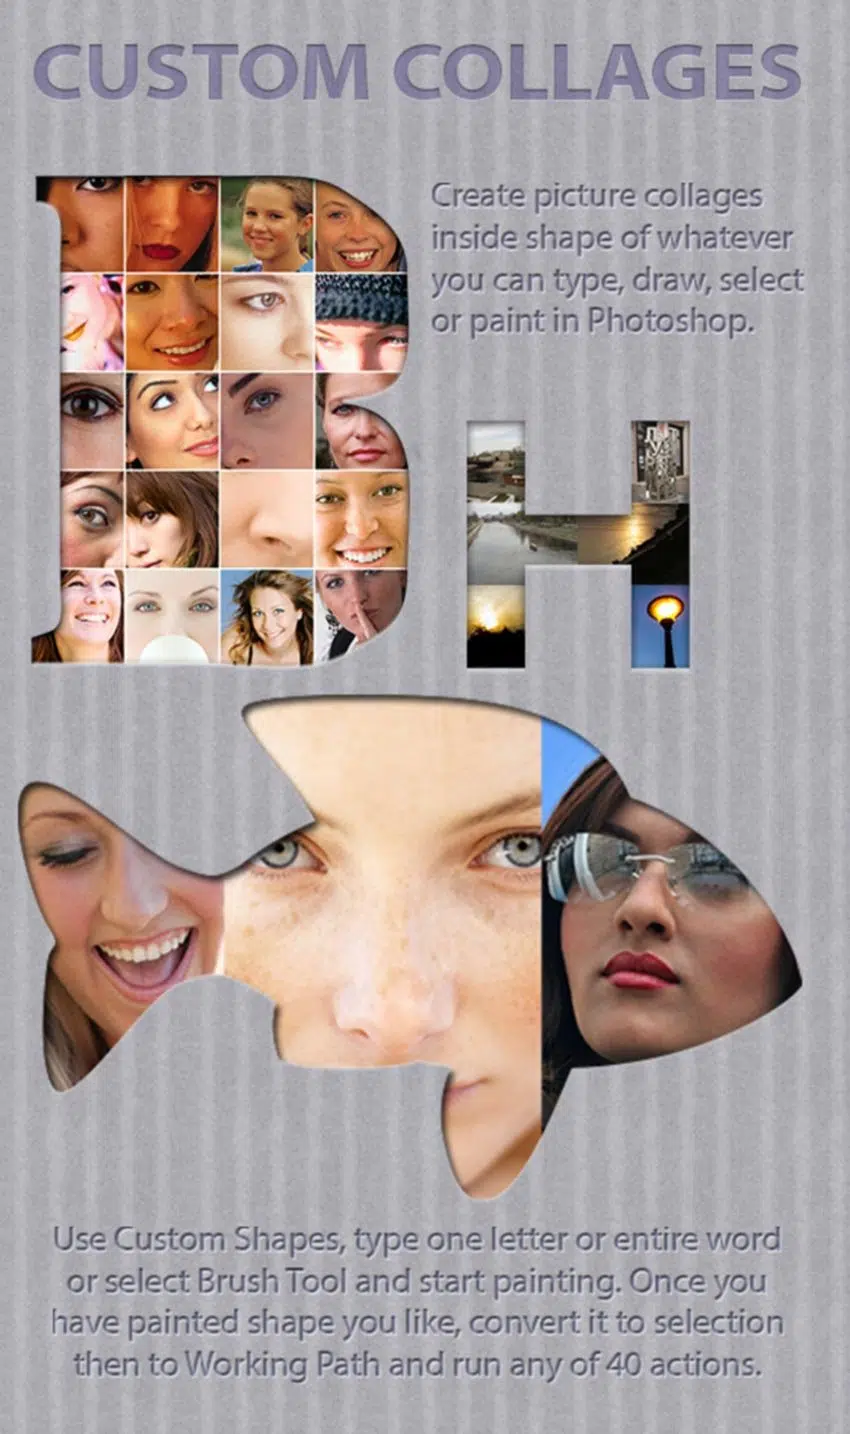 CUSTOM COLLAGES
Create picture collages
inside shape of whatever
you can type, draw, select
or paint in Photoshop.
B
H
Use Custom Shapes, type one letter or entire word
or select Brush Tool and start painting. Once you
have painted shape you like, convert it to selection
then to Working Path and run any of 40 actions.